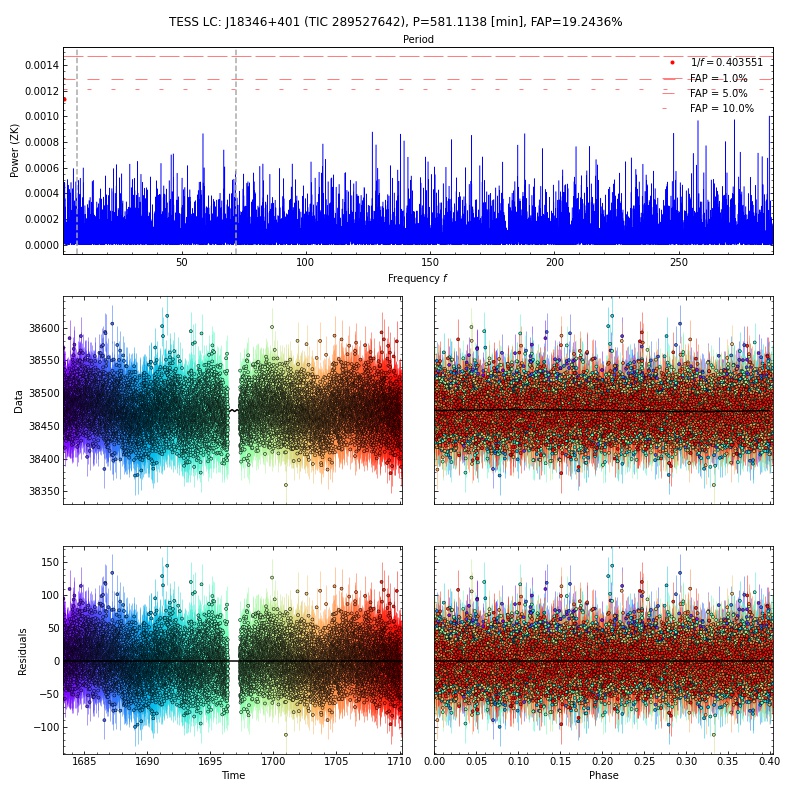 TESS LC: J18346+401 (TIC 289527642), P=581.1138 [min], FAP=19.2436%
Period
Power (ZK)
0.0014
0.0012
0.0010
0.0008
0.0006
0.0004
0.0002
0.0000
1/f = 0.403551
FAP = 1.0%
FAP = 5.0%
FAP = 10.0%
50 100 150 200 250
Frequency f
Data
38600
38550
38500
38450
38400
38350
Residuals
150
100
50
0
−50
−100
1685 1690 1695 1700 1705 1710
Time
0.00 0.05 0.10 0.15 0.20 0.25 0.30 0.35 0.40
Phase